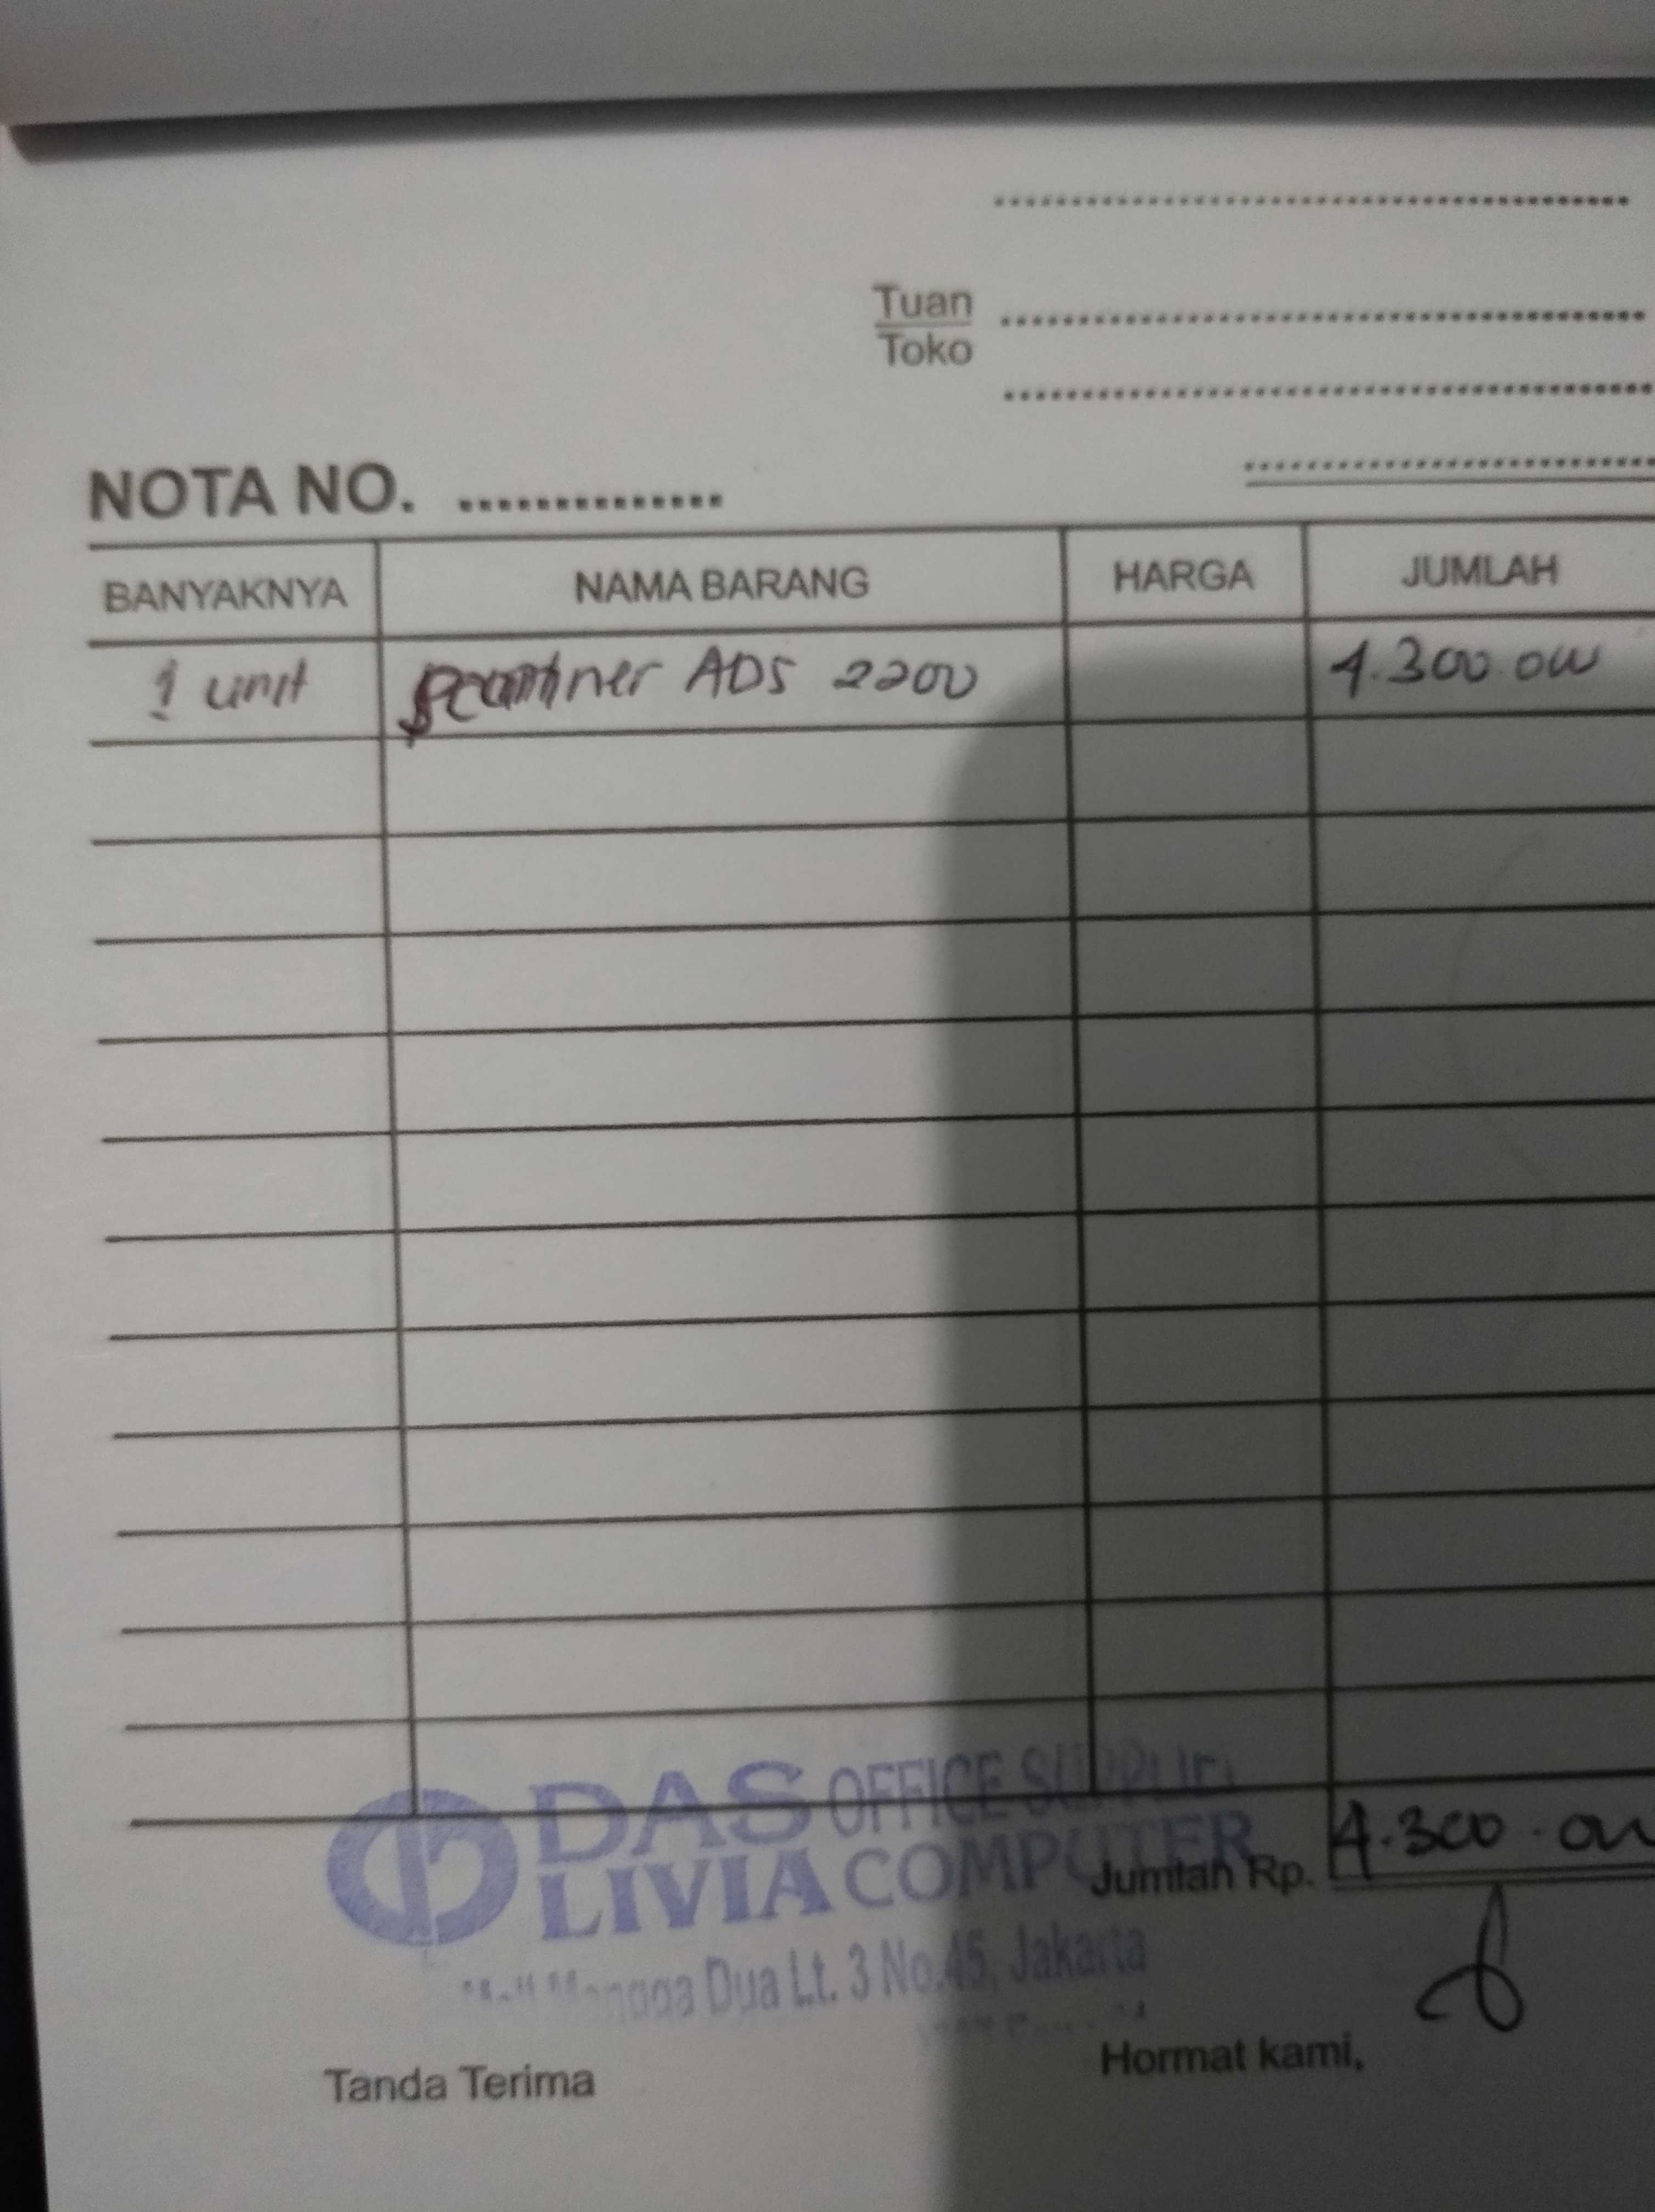 Tuan
Toko
NOTA NO. ..............
BANYAKNYA NAMA BARANG HARGA JUMLAH
1 unit Scanner ADS 2200 4.300.000
DAS OFFICE SUPPLIES
LIVIA COMPUTER
Jumlah Rp. 4.300.000
Mangga Dua Lt. 3 No.45, Jakarta
Tanda Terima Hormat kami,